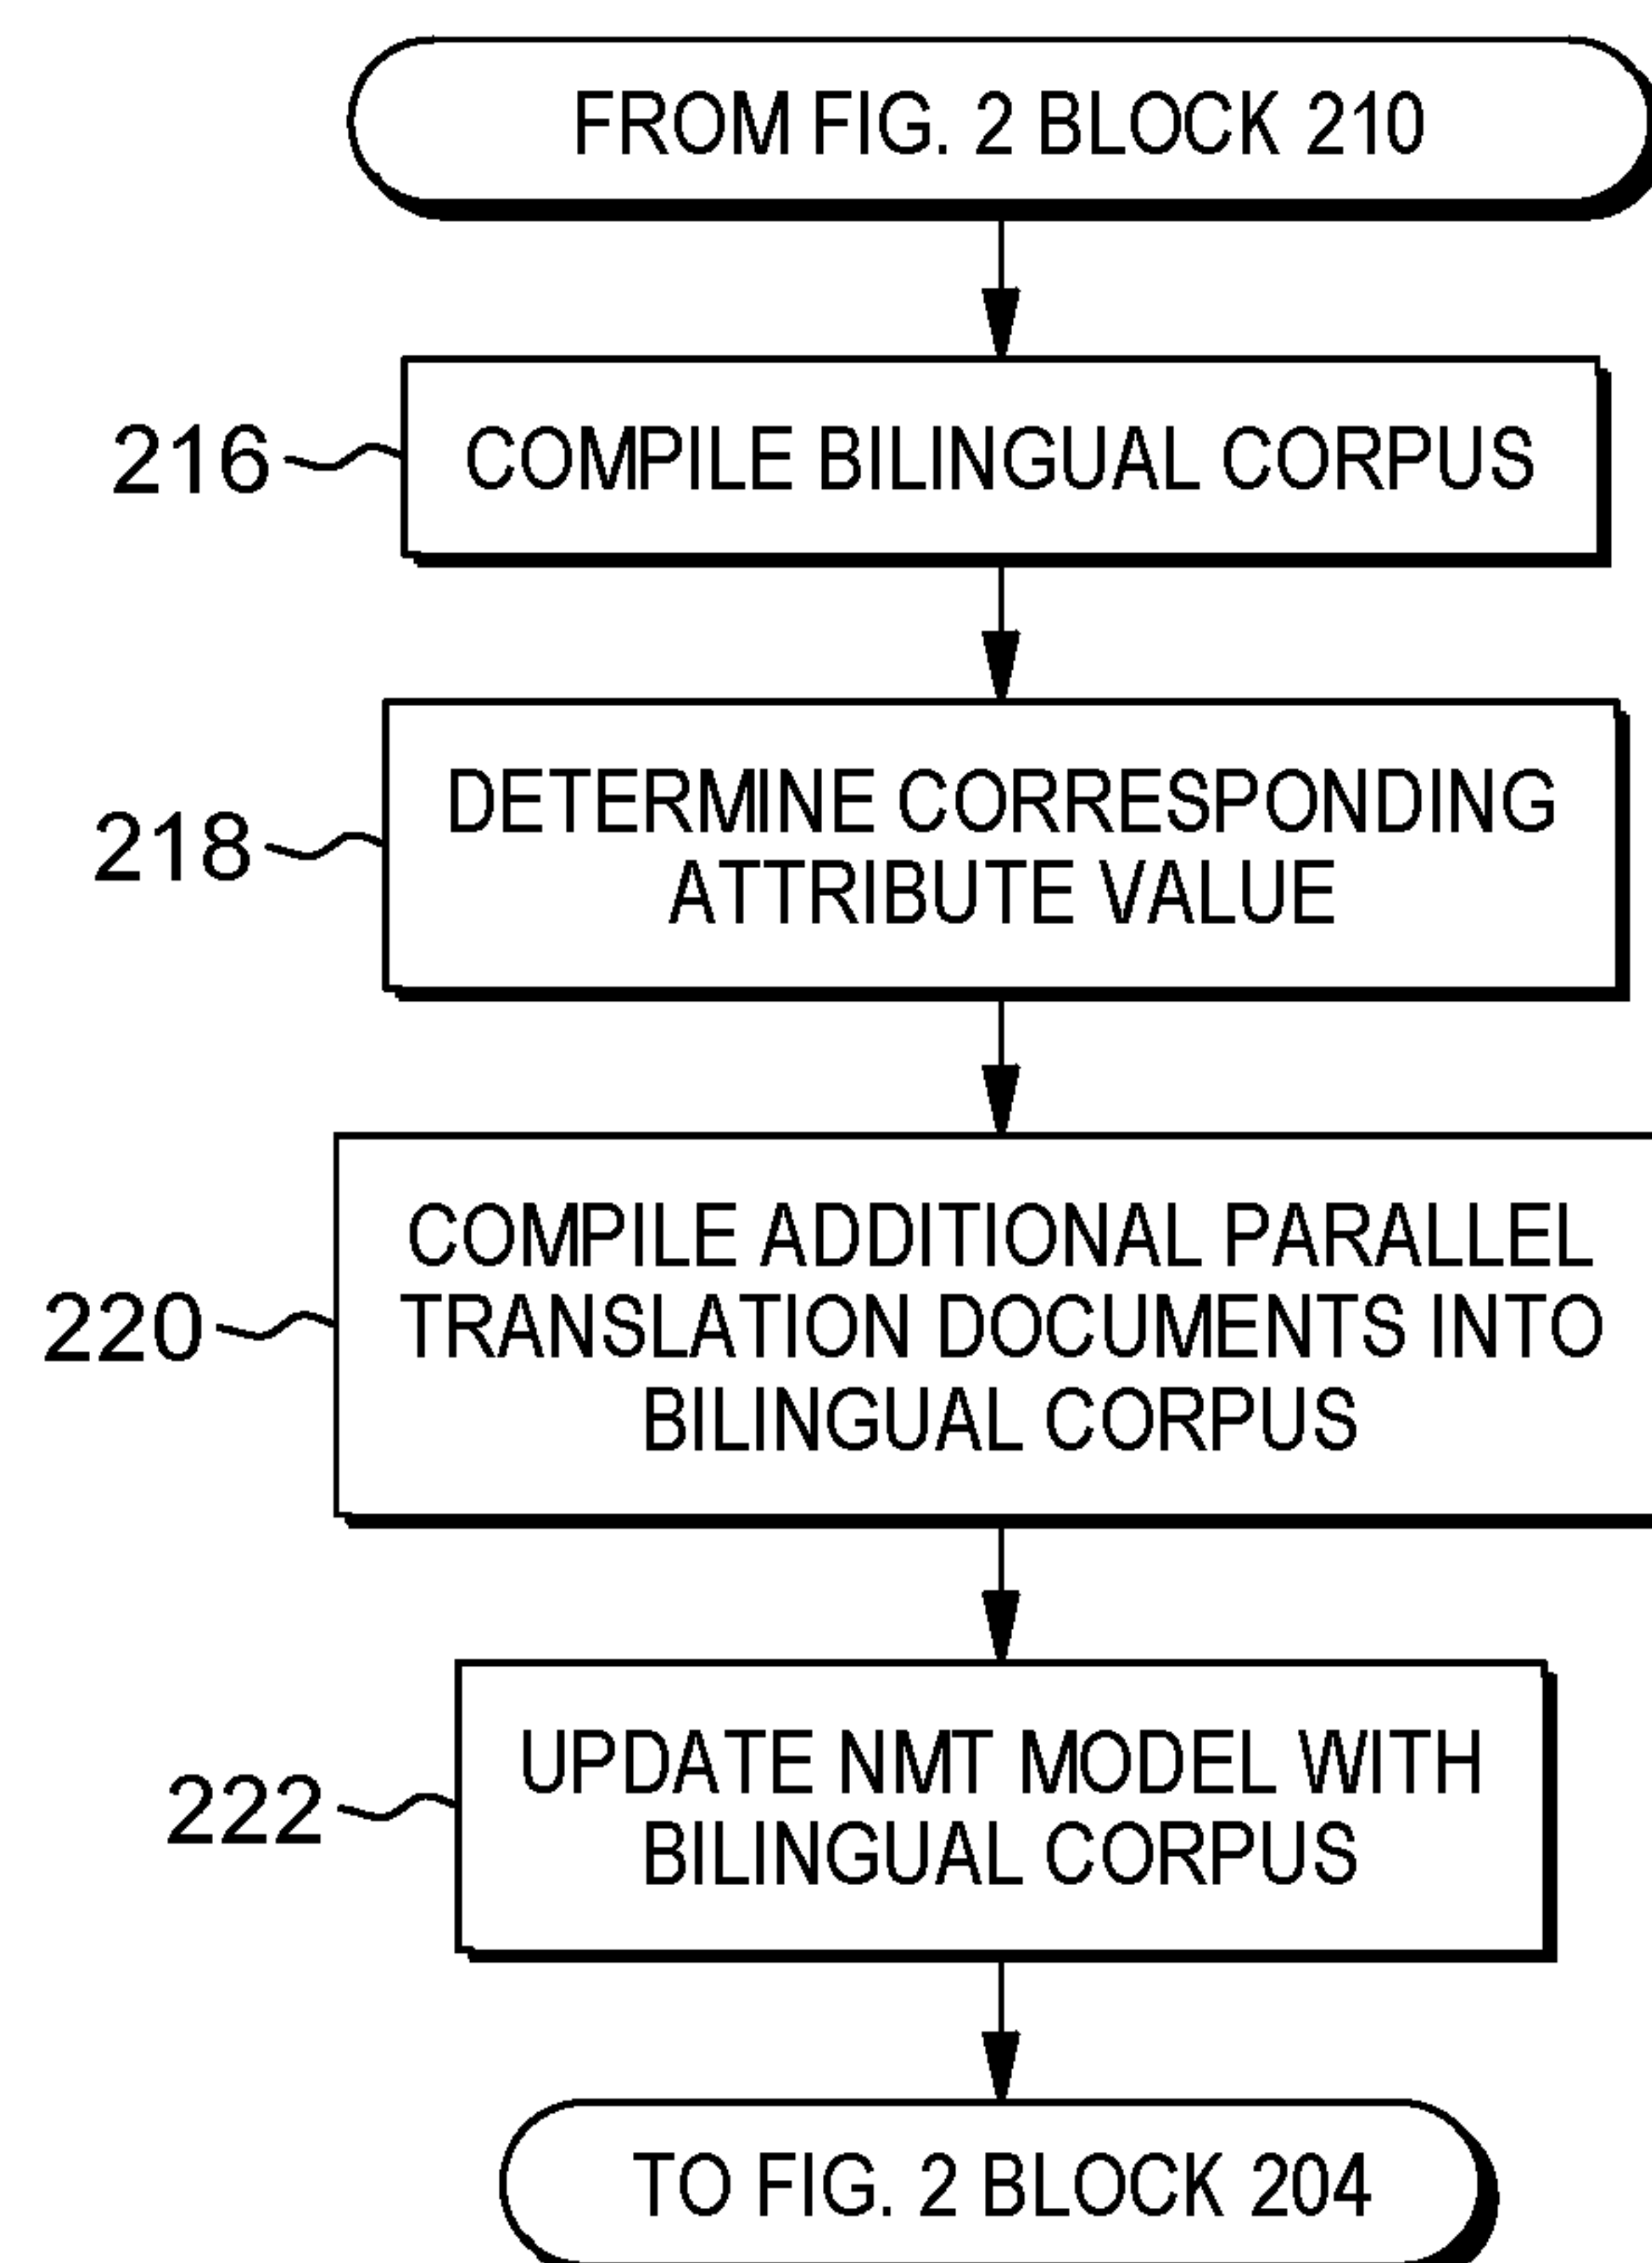 FROM FIG. 2 BLOCK 210
216
COMPILE BILINGUAL CORPUS
218
DETERMINE CORRESPONDING
ATTRIBUTE VALUE
220
COMPILE ADDITIONAL PARALLEL
TRANSLATION DOCUMENTS INTO
BILINGUAL CORPUS
222
UPDATE NMT MODEL WITH
BILINGUAL CORPUS
TO FIG. 2 BLOCK 204